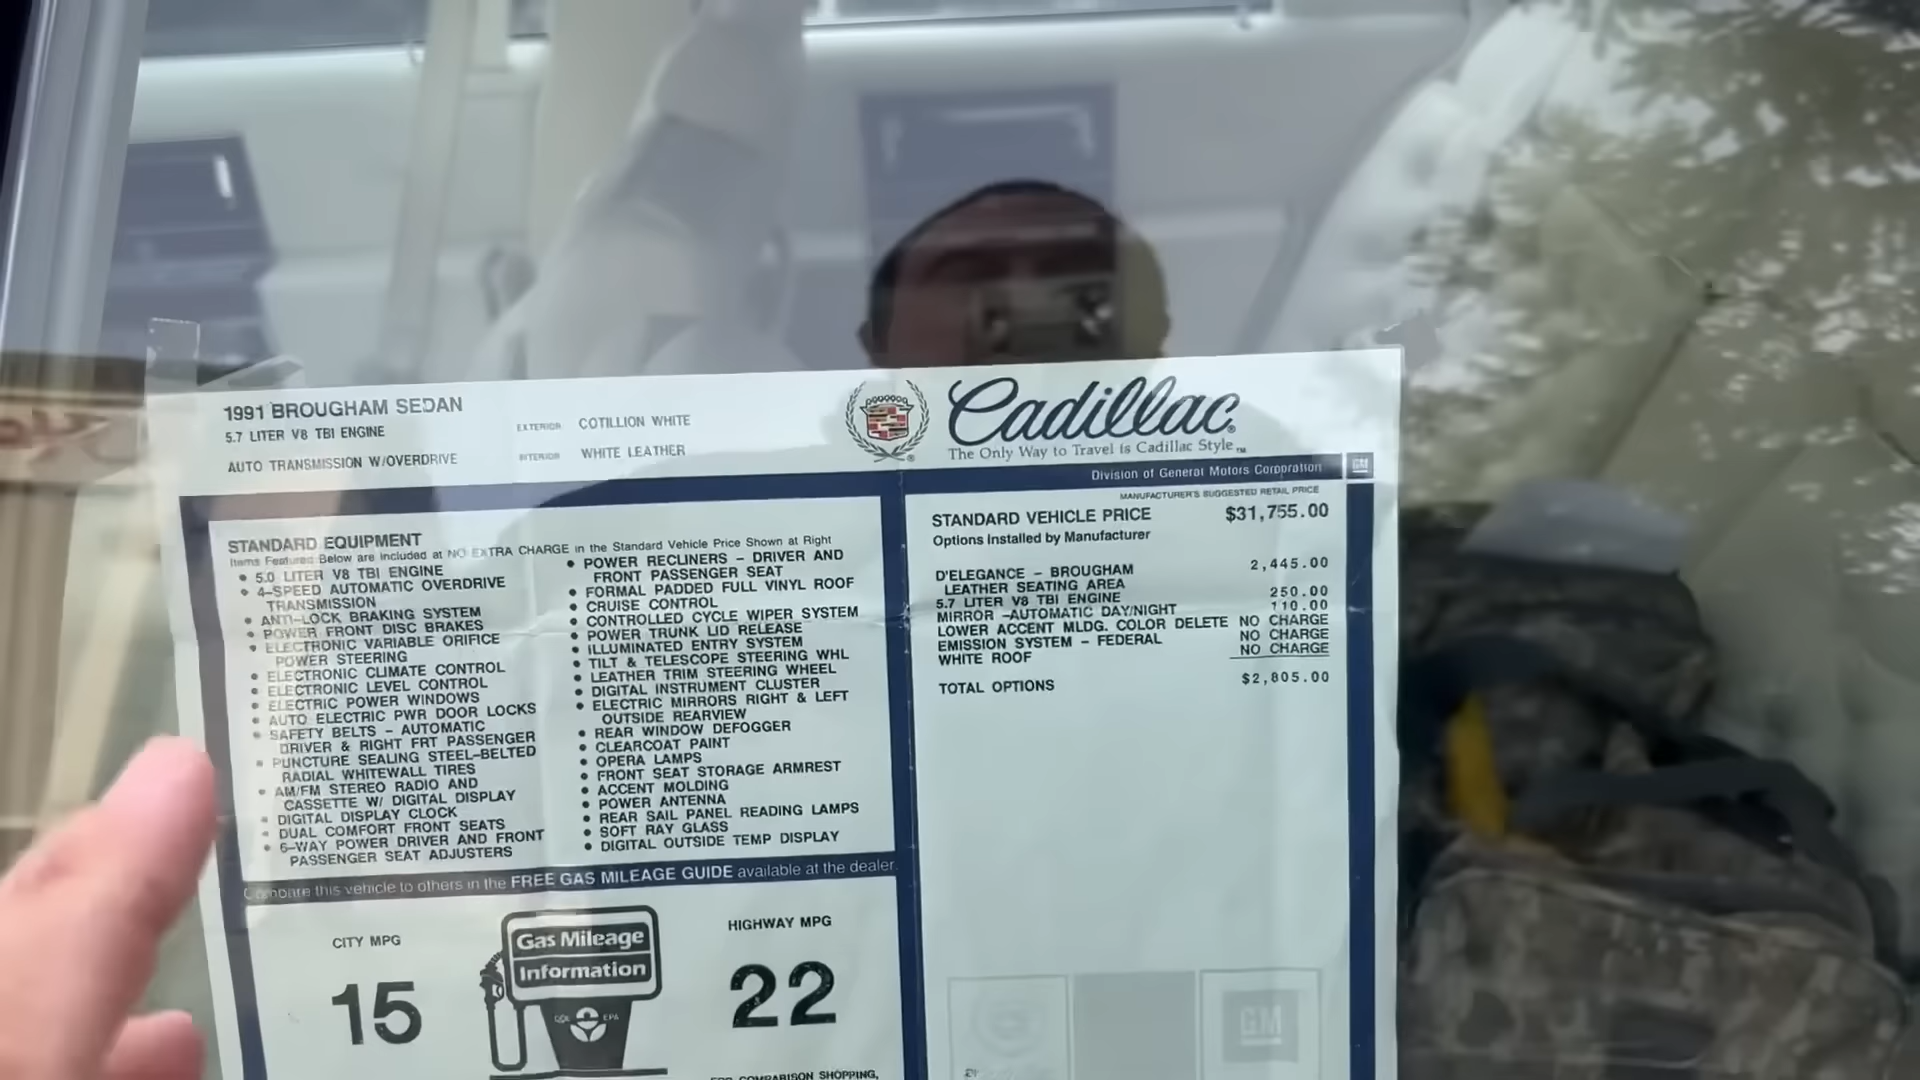 1991 BROUGHAM SEDAN
5.7 LITER V8 TBI ENGINE
AUTO TRANSMISSION W/OVERDRIVE
EXTERIOR COTILLION WHITE
INTERIOR WHITE LEATHER
Cadillac®
The Only Way to Travel is Cadillac Style.™
Division of General Motors Corporation GM
STANDARD EQUIPMENT
Items Featured Below are included at NO EXTRA CHARGE in the Standard Vehicle Price Shown at Right
• 5.0 LITER V8 TBI ENGINE
• 4-SPEED AUTOMATIC OVERDRIVE
TRANSMISSION
• ANTI-LOCK BRAKING SYSTEM
• POWER FRONT DISC BRAKES
• ELECTRONIC VARIABLE ORIFICE
POWER STEERING
• ELECTRONIC CLIMATE CONTROL
• ELECTRONIC LEVEL CONTROL
• ELECTRIC POWER WINDOWS
• AUTO ELECTRIC PWR DOOR LOCKS
• SAFETY BELTS - AUTOMATIC
DRIVER & RIGHT FRT PASSENGER
• PUNCTURE SEALING STEEL-BELTED
RADIAL WHITEWALL TIRES
• AM/FM STEREO RADIO AND
CASSETTE W/ DIGITAL DISPLAY
• DIGITAL DISPLAY CLOCK
• DUAL COMFORT FRONT SEATS
• 6-WAY POWER DRIVER AND FRONT
PASSENGER SEAT ADJUSTERS
• POWER RECLINERS - DRIVER AND
FRONT PASSENGER SEAT
• FORMAL PADDED FULL VINYL ROOF
• CRUISE CONTROL
• CONTROLLED CYCLE WIPER SYSTEM
• POWER TRUNK LID RELEASE
• ILLUMINATED ENTRY SYSTEM
• TILT & TELESCOPE STEERING WHL
• LEATHER TRIM STEERING WHEEL
• DIGITAL INSTRUMENT CLUSTER
• ELECTRIC MIRRORS RIGHT & LEFT
OUTSIDE REARVIEW
• REAR WINDOW DEFOGGER
• CLEARCOAT PAINT
• OPERA LAMPS
• FRONT SEAT STORAGE ARMREST
• ACCENT MOLDING
• POWER ANTENNA
• REAR SAIL PANEL READING LAMPS
• SOFT RAY GLASS
• DIGITAL OUTSIDE TEMP DISPLAY
MANUFACTURER'S SUGGESTED RETAIL PRICE
STANDARD VEHICLE PRICE $31,755.00
Options Installed by Manufacturer
D'ELEGANCE - BROUGHAM 2,445.00
LEATHER SEATING AREA
5.7 LITER V8 TBI ENGINE 250.00
MIRROR -AUTOMATIC DAY/NIGHT 110.00
LOWER ACCENT MLDG. COLOR DELETE NO CHARGE
EMISSION SYSTEM - FEDERAL NO CHARGE
WHITE ROOF NO CHARGE
TOTAL OPTIONS $2,805.00
Compare this vehicle to others in the FREE GAS MILEAGE GUIDE available at the dealer.
CITY MPG
15
Gas Mileage
Information
EPA
HIGHWAY MPG
22
COMPARISON SHOPPING,
GM